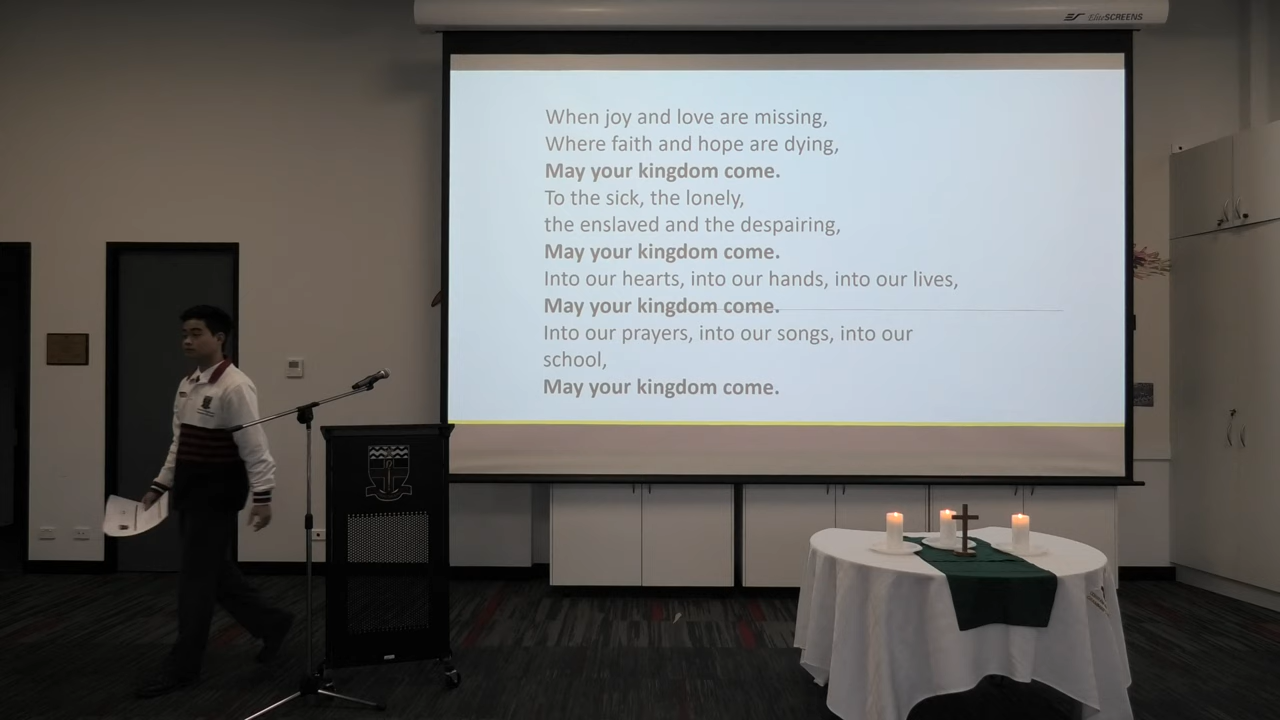 EliteSCREENS
When joy and love are missing,
Where faith and hope are dying,
May your kingdom come.
To the sick, the lonely,
the enslaved and the despairing,
May your kingdom come.
Into our hearts, into our hands, into our lives,
May your kingdom come.
Into our prayers, into our songs, into our
school,
May your kingdom come.